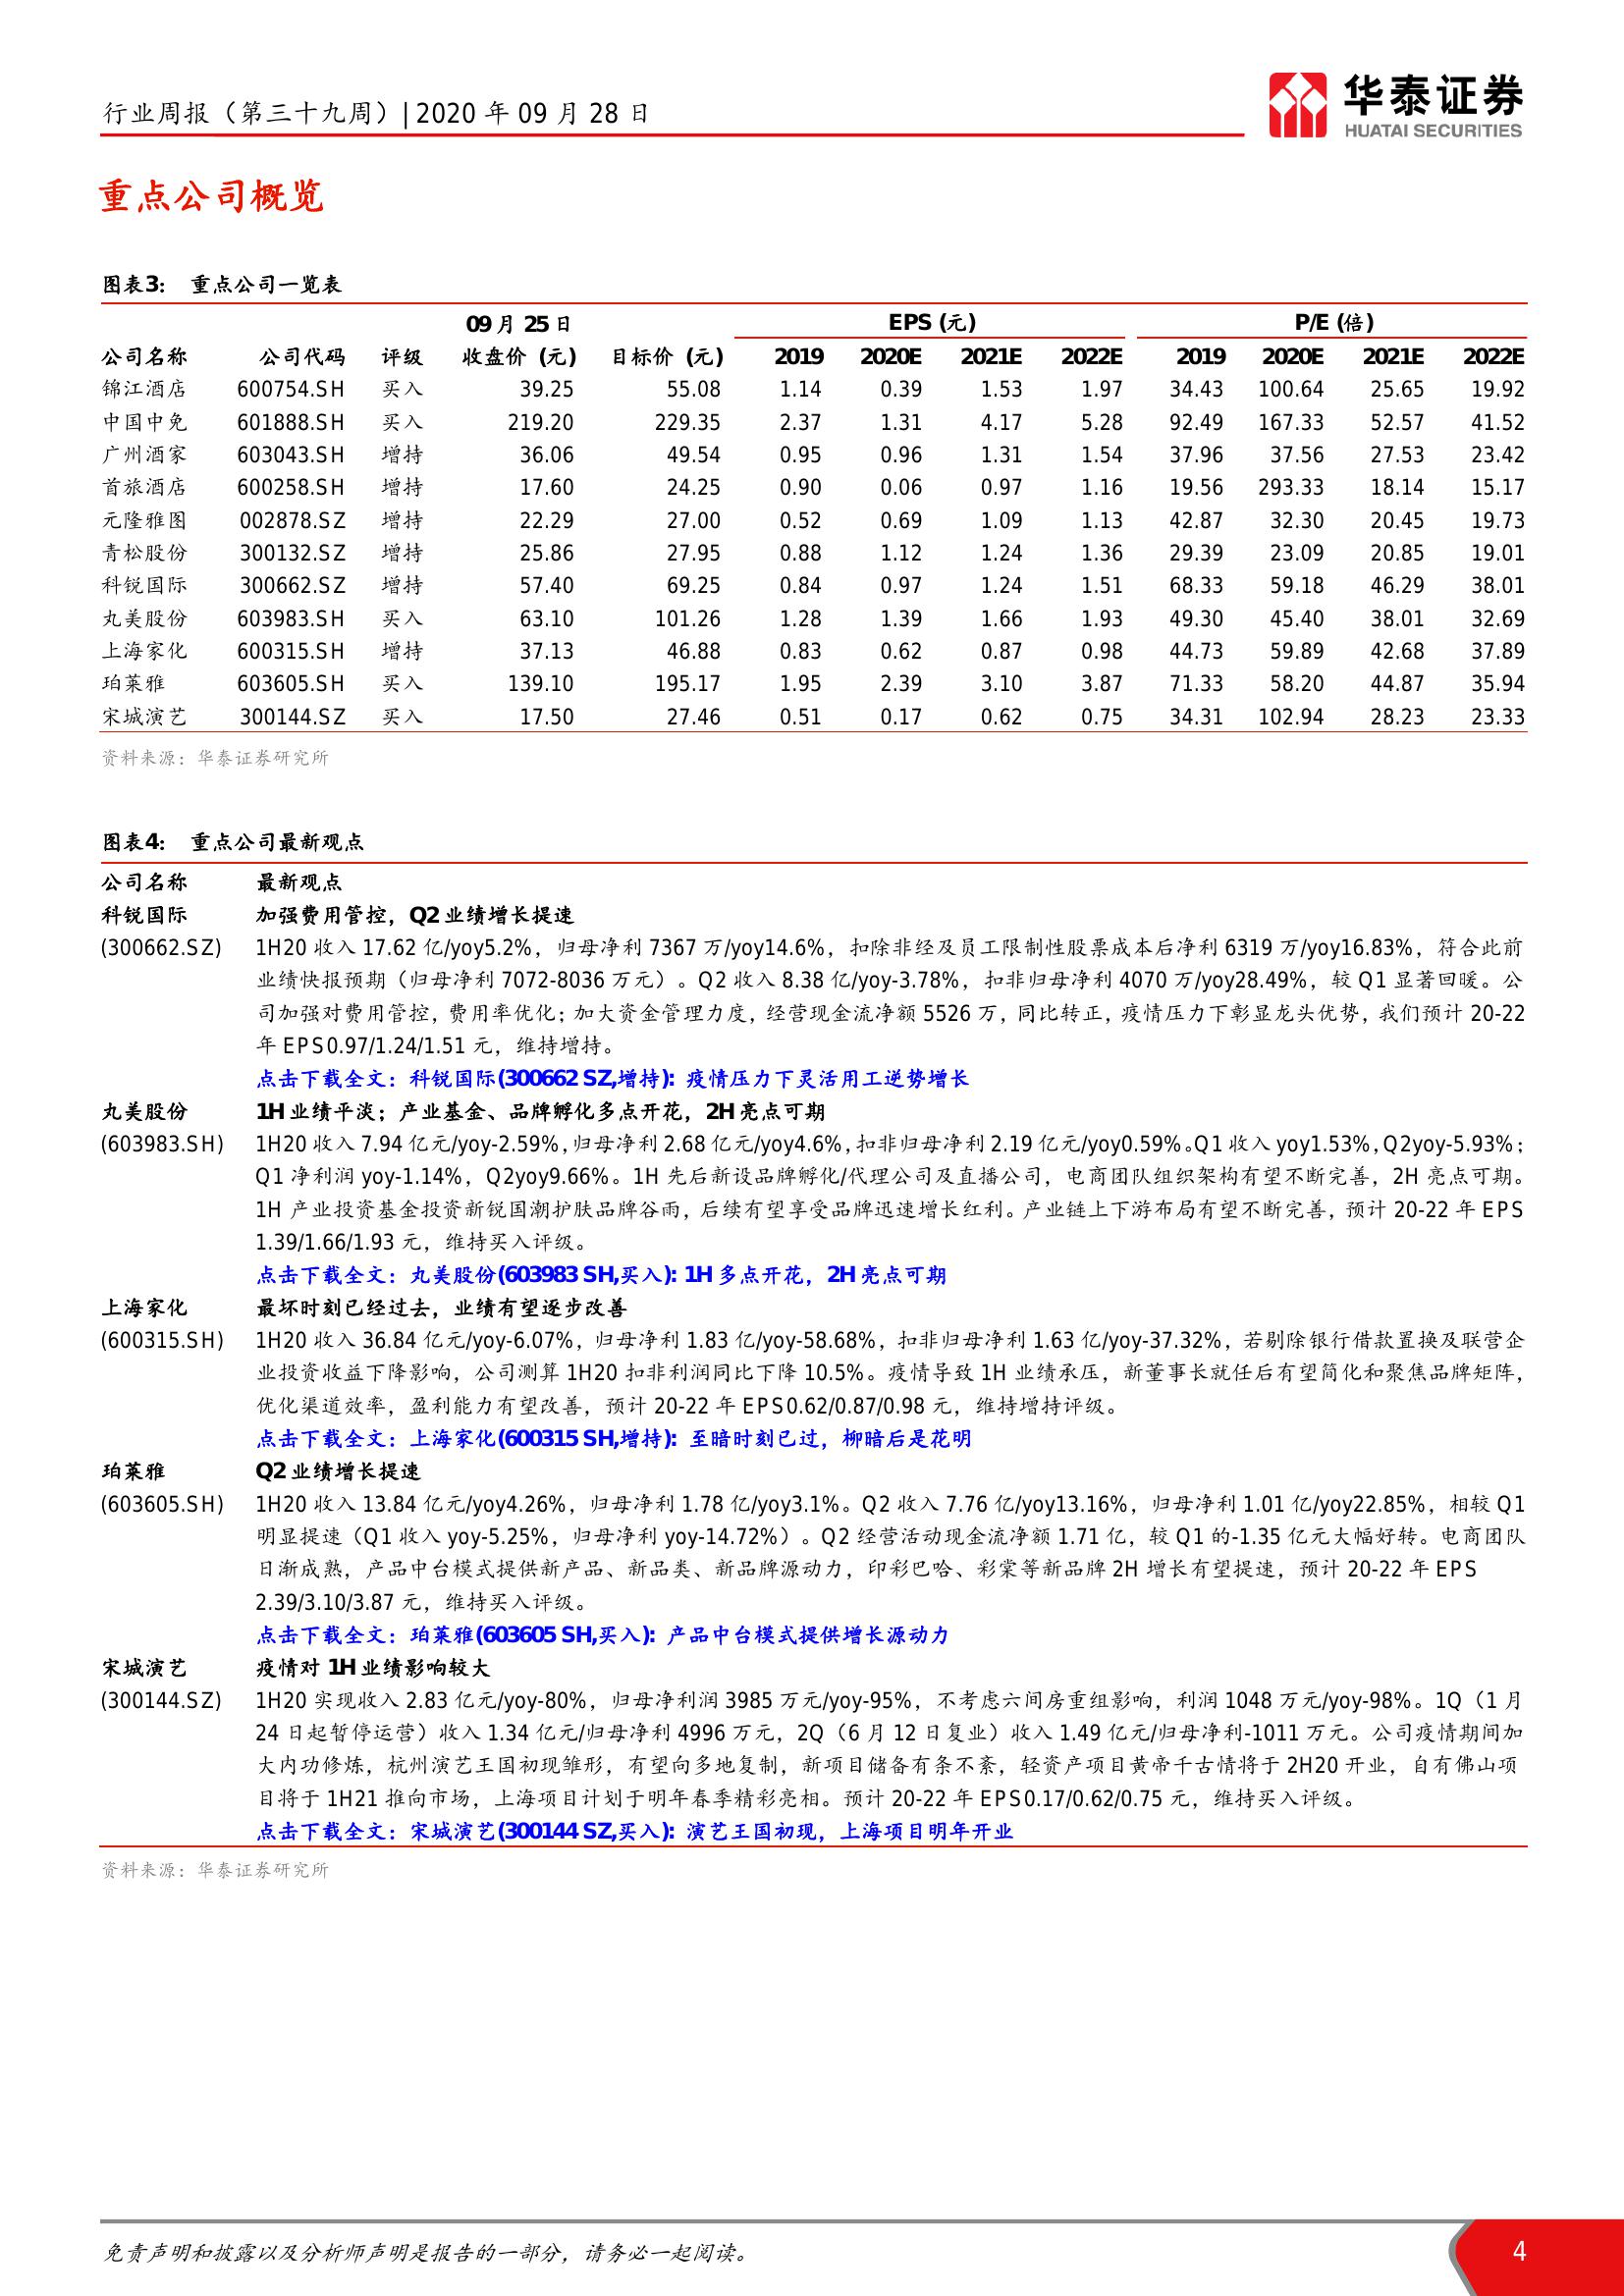 行业周报（第三十九周）| 2020 年 09 月 28 日
华泰证券
HUATAI SECURITIES
重点公司概览
图表3： 重点公司一览表
09 月 25 日 EPS (元) P/E (倍)
公司名称 公司代码 评级 收盘价 (元) 目标价 (元) 2019 2020E 2021E 2022E 2019 2020E 2021E 2022E
锦江酒店 600754.SH 买入 39.25 55.08 1.14 0.39 1.53 1.97 34.43 100.64 25.65 19.92
中国中免 601888.SH 买入 219.20 229.35 2.37 1.31 4.17 5.28 92.49 167.33 52.57 41.52
广州酒家 603043.SH 增持 36.06 49.54 0.95 0.96 1.31 1.54 37.96 37.56 27.53 23.42
首旅酒店 600258.SH 增持 17.60 24.25 0.90 0.06 0.97 1.16 19.56 293.33 18.14 15.17
元隆雅图 002878.SZ 增持 22.29 27.00 0.52 0.69 1.09 1.13 42.87 32.30 20.45 19.73
青松股份 300132.SZ 增持 25.86 27.95 0.88 1.12 1.24 1.36 29.39 23.09 20.85 19.01
科锐国际 300662.SZ 增持 57.40 69.25 0.84 0.97 1.24 1.51 68.33 59.18 46.29 38.01
丸美股份 603983.SH 买入 63.10 101.26 1.28 1.39 1.66 1.93 49.30 45.40 38.01 32.69
上海家化 600315.SH 增持 37.13 46.88 0.83 0.62 0.87 0.98 44.73 59.89 42.68 37.89
珀莱雅 603605.SH 买入 139.10 195.17 1.95 2.39 3.10 3.87 71.33 58.20 44.87 35.94
宋城演艺 300144.SZ 买入 17.50 27.46 0.51 0.17 0.62 0.75 34.31 102.94 28.23 23.33
资料来源：华泰证券研究所
图表4： 重点公司最新观点
公司名称 最新观点
科锐国际 加强费用管控，Q2 业绩增长提速
(300662.SZ) 1H20 收入 17.62 亿/yoy5.2%，归母净利 7367 万/yoy14.6%，扣除非经及员工限制性股票成本后净利 6319 万/yoy16.83%，符合此前
业绩快报预期（归母净利 7072-8036 万元）。Q2 收入 8.38 亿/yoy-3.78%，扣非归母净利 4070 万/yoy28.49%，较 Q1 显著回暖。公
司加强对费用管控，费用率优化；加大资金管理力度，经营现金流净额 5526 万，同比转正，疫情压力下彰显龙头优势，我们预计 20-22
年 EPS0.97/1.24/1.51 元，维持增持。
点击下载全文：科锐国际(300662 SZ,增持): 疫情压力下灵活用工逆势增长
丸美股份 1H 业绩平淡；产业基金、品牌孵化多点开花，2H 亮点可期
(603983.SH) 1H20 收入 7.94 亿元/yoy-2.59%，归母净利 2.68 亿元/yoy4.6%，扣非归母净利 2.19 亿元/yoy0.59%。Q1 收入 yoy1.53%，Q2yoy-5.93%；
Q1 净利润 yoy-1.14%，Q2yoy9.66%。1H 先后新设品牌孵化/代理公司及直播公司，电商团队组织架构有望不断完善，2H 亮点可期。
1H 产业投资基金投资新锐国潮护肤品牌谷雨，后续有望享受品牌迅速增长红利。产业链上下游布局有望不断完善，预计 20-22 年 EPS
1.39/1.66/1.93 元，维持买入评级。
点击下载全文：丸美股份(603983 SH,买入): 1H 多点开花，2H 亮点可期
上海家化 最坏时刻已经过去，业绩有望逐步改善
(600315.SH) 1H20 收入 36.84 亿元/yoy-6.07%，归母净利 1.83 亿/yoy-58.68%，扣非归母净利 1.63 亿/yoy-37.32%，若剔除银行借款置换及联营企
业投资收益下降影响，公司测算 1H20 扣非利润同比下降 10.5%。疫情导致 1H 业绩承压，新董事长就任后有望简化和聚焦品牌矩阵，
优化渠道效率，盈利能力有望改善，预计 20-22 年 EPS0.62/0.87/0.98 元，维持增持评级。
点击下载全文：上海家化(600315 SH,增持): 至暗时刻已过，柳暗后是花明
珀莱雅 Q2 业绩增长提速
(603605.SH) 1H20 收入 13.84 亿元/yoy4.26%，归母净利 1.78 亿/yoy3.1%。Q2 收入 7.76 亿/yoy13.16%，归母净利 1.01 亿/yoy22.85%，相较 Q1
明显提速（Q1 收入 yoy-5.25%，归母净利 yoy-14.72%）。Q2 经营活动现金流净额 1.71 亿，较 Q1 的-1.35 亿元大幅好转。电商团队
日渐成熟，产品中台模式提供新产品、新品类、新品牌源动力，印彩巴哈、彩棠等新品牌 2H 增长有望提速，预计 20-22 年 EPS
2.39/3.10/3.87 元，维持买入评级。
点击下载全文：珀莱雅(603605 SH,买入): 产品中台模式提供增长源动力
宋城演艺 疫情对 1H 业绩影响较大
(300144.SZ) 1H20 实现收入 2.83 亿元/yoy-80%，归母净利润 3985 万元/yoy-95%，不考虑六间房重组影响，利润 1048 万元/yoy-98%。1Q（1 月
24 日起暂停运营）收入 1.34 亿元/归母净利 4996 万元，2Q（6 月 12 日复业）收入 1.49 亿元/归母净利-1011 万元。公司疫情期间加
大内功修炼，杭州演艺王国初现雏形，有望向多地复制，新项目储备有条不紊，轻资产项目黄帝千古情将于 2H20 开业，自有佛山项
目将于 1H21 推向市场，上海项目计划于明年春季精彩亮相。预计 20-22 年 EPS0.17/0.62/0.75 元，维持买入评级。
点击下载全文：宋城演艺(300144 SZ,买入): 演艺王国初现，上海项目明年开业
资料来源：华泰证券研究所
免责声明和披露以及分析师声明是报告的一部分，请务必一起阅读。
4